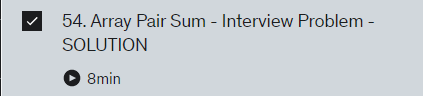 54. Array Pair Sum - Interview Problem -
SOLUTION
8min